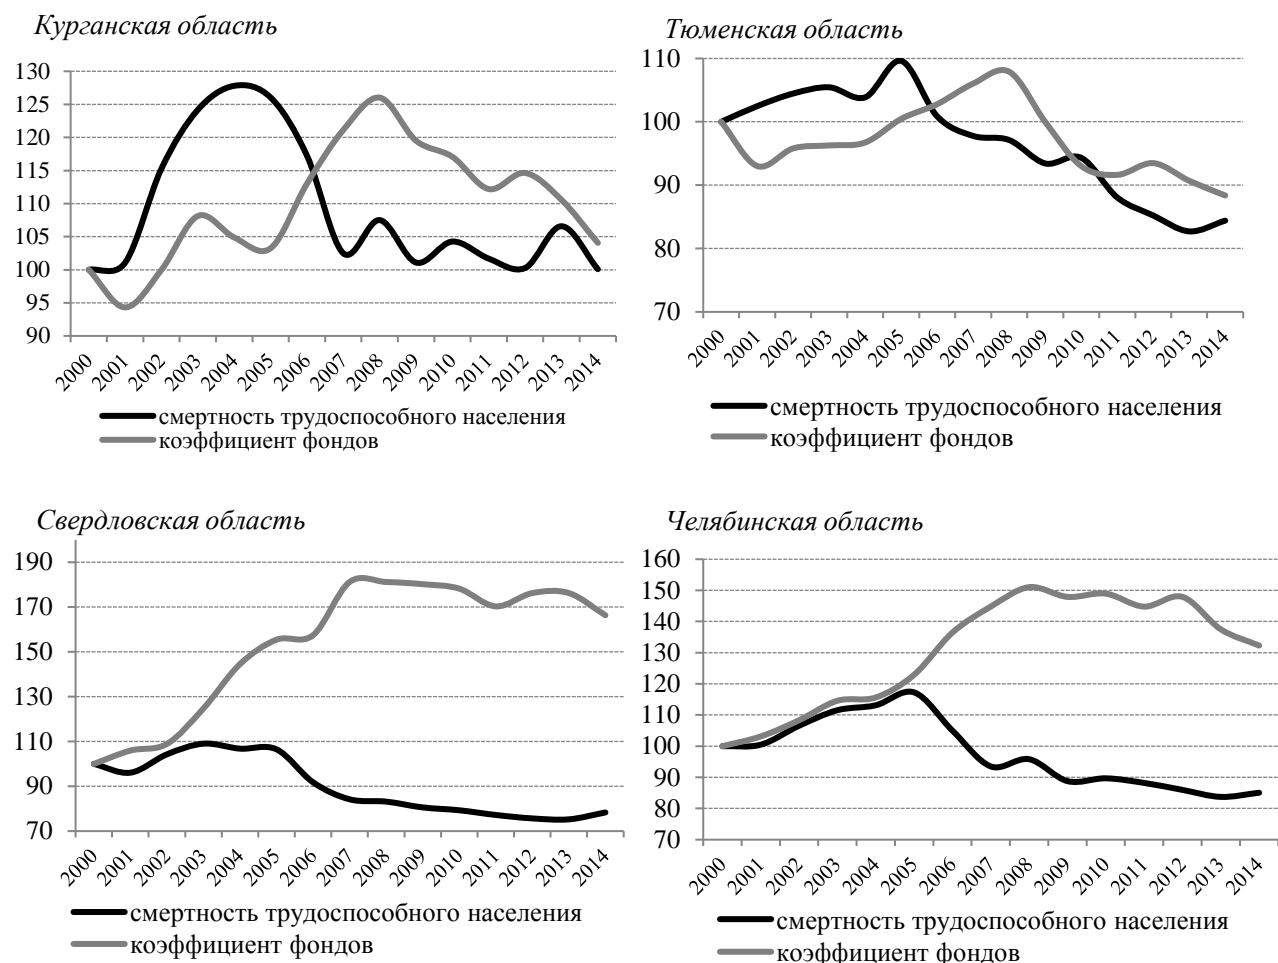 Курганская область
130
125
120
115
110
105
100
95
90
2000 2001 2002 2003 2004 2005 2006 2007 2008 2009 2010 2011 2012 2013 2014
смертность трудоспособного населения
коэффициент фондов
Тюменская область
110
100
90
80
70
2000 2001 2002 2003 2004 2005 2006 2007 2008 2009 2010 2011 2012 2013 2014
смертность трудоспособного населения
коэффициент фондов
Свердловская область
190
170
150
130
110
90
70
2000 2001 2002 2003 2004 2005 2006 2007 2008 2009 2010 2011 2012 2013 2014
смертность трудоспособного населения
коэффициент фондов
Челябинская область
160
150
140
130
120
110
100
90
80
70
2000 2001 2002 2003 2004 2005 2006 2007 2008 2009 2010 2011 2012 2013 2014
смертность трудоспособного населения
коэффициент фондов